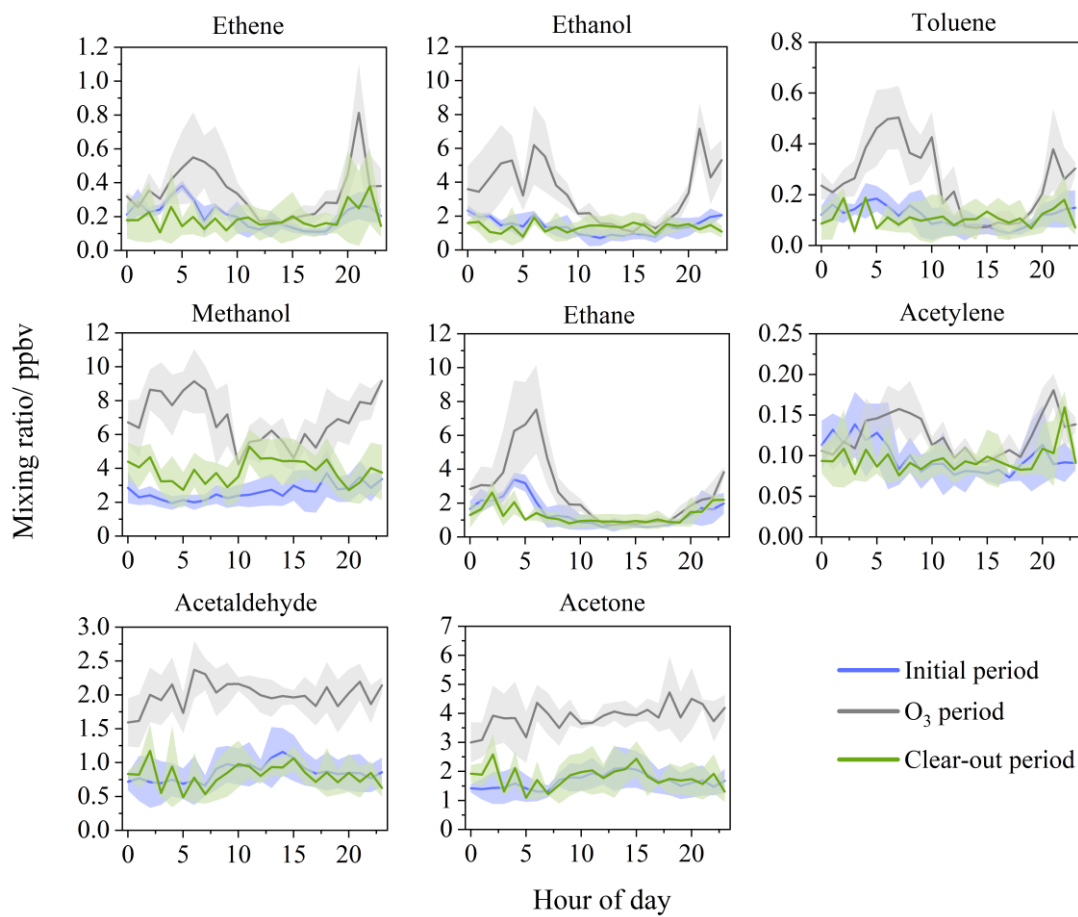 Ethene
Ethanol
Toluene
1.2
1.0
0.8
0.6
0.4
0.2
0.0
0 5 10 15 20
12
10
8
6
4
2
0
0 5 10 15 20
0.8
0.6
0.4
0.2
0.0
0 5 10 15 20
Methanol
Ethane
Acetylene
12
10
8
6
4
2
0
0 5 10 15 20
12
10
8
6
4
2
0
0 5 10 15 20
0.25
0.20
0.15
0.10
0.05
0.00
0 5 10 15 20
Mixing ratio/ ppbv
Acetaldehyde
Acetone
3.0
2.5
2.0
1.5
1.0
0.5
0.0
0 5 10 15 20
7
6
5
4
3
2
1
0
0 5 10 15 20
Initial period
O₃ period
Clear-out period
Hour of day